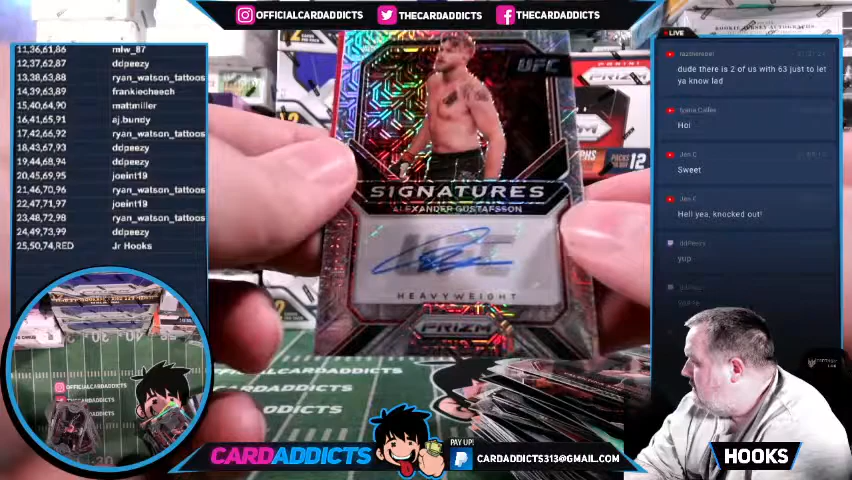 OFFICIALCARDADDICTS
THECARDADDICTS
THECARDADDICTS
11,36,61,86 mlw_87
12,37,62,87 ddpeezy
13,38,63,88 ryan_watson_tattoos
14,39,63,89 frankiecheech
15,40,64,90 mattmiller
16,41,65,91 aj.bundy
17,42,66,92 ryan_watson_tattoos
18,43,67,93 ddpeezy
19,44,68,94 ddpeezy
20,45,69,95 joeint19
21,46,70,96 ryan_watson_tattoos
22,47,71,97 joeint19
23,48,72,98 ryan_watson_tattoos
24,49,73,99 ddpeezy
25,50,74,RED Jr Hooks
UFC
SIGNATURES
ALEXANDER GUSTAFSSON
UFC
HEAVYWEIGHT
PRIZM
PRIZM
PACKS 12
LIVE
dude there is 2 of us with 63 just to let
ya know lad
Hoi
Jen C
Sweet
Jen C
Hell yea, knocked out!
ddPeezy
yup
OFFICIALCARDADDICTS
CARDADDICTS
PAY UP!
CARDADDICTS313@GMAIL.COM
HOOKS